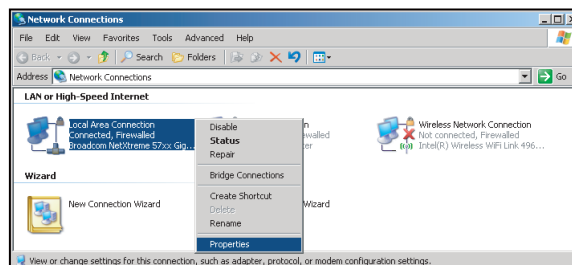 Network Connections
File Edit View Favorites Tools Advanced Help
Back Search Folders
Address Network Connections Go
LAN or High-Speed Internet
Local Area Connection
Connected, Firewalled
Broadcom NetXtreme 57xx Gig...
Disable
Status
Repair
Bridge Connections
Create Shortcut
Delete
Rename
Properties
Wireless Network Connection
Not connected, Firewalled
Intel(R) Wireless WiFi Link 496...
Wizard
New Connection Wizard
Wizard
View or change settings for this connection, such as adapter, protocol, or modem configuration settings.